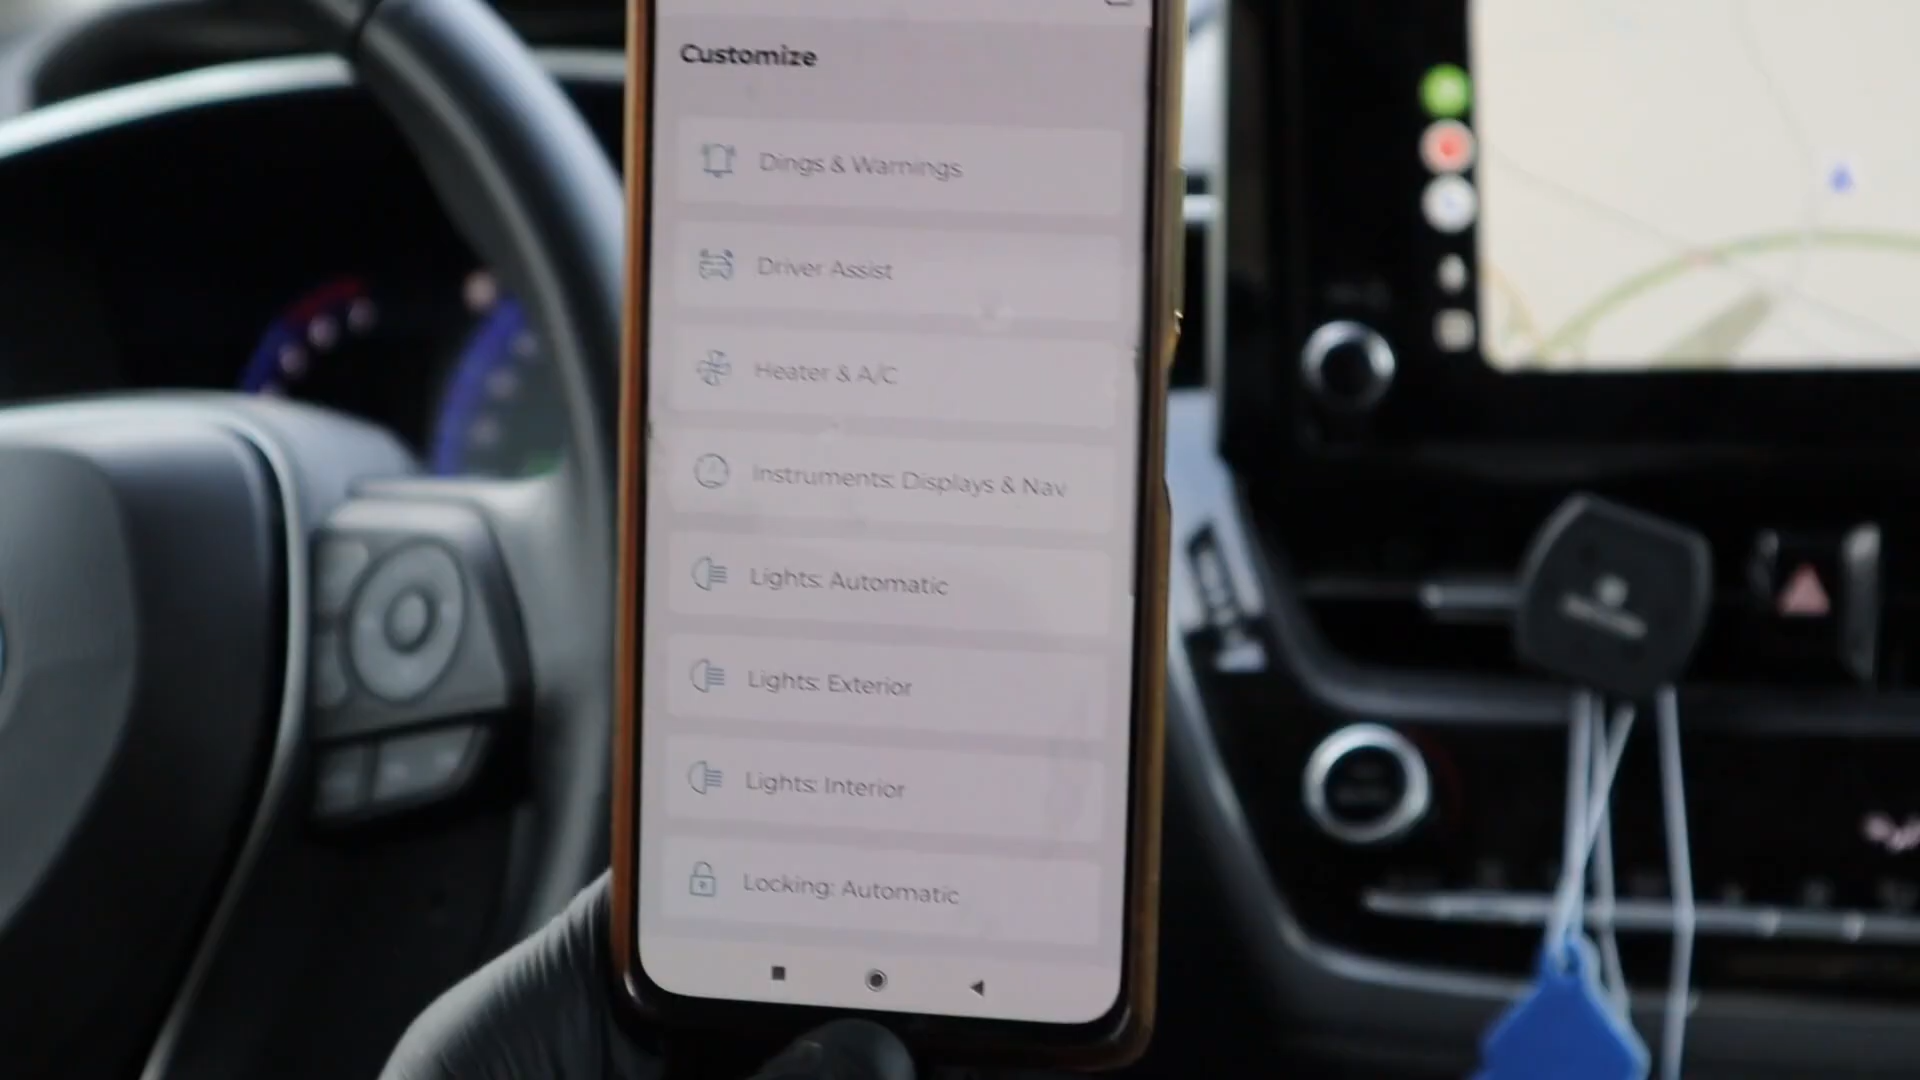 Customize
Dings & Warnings
Driver Assist
Heater & A/C
Instruments: Displays & Nav
Lights: Automatic
Lights: Exterior
Lights: Interior
Locking: Automatic